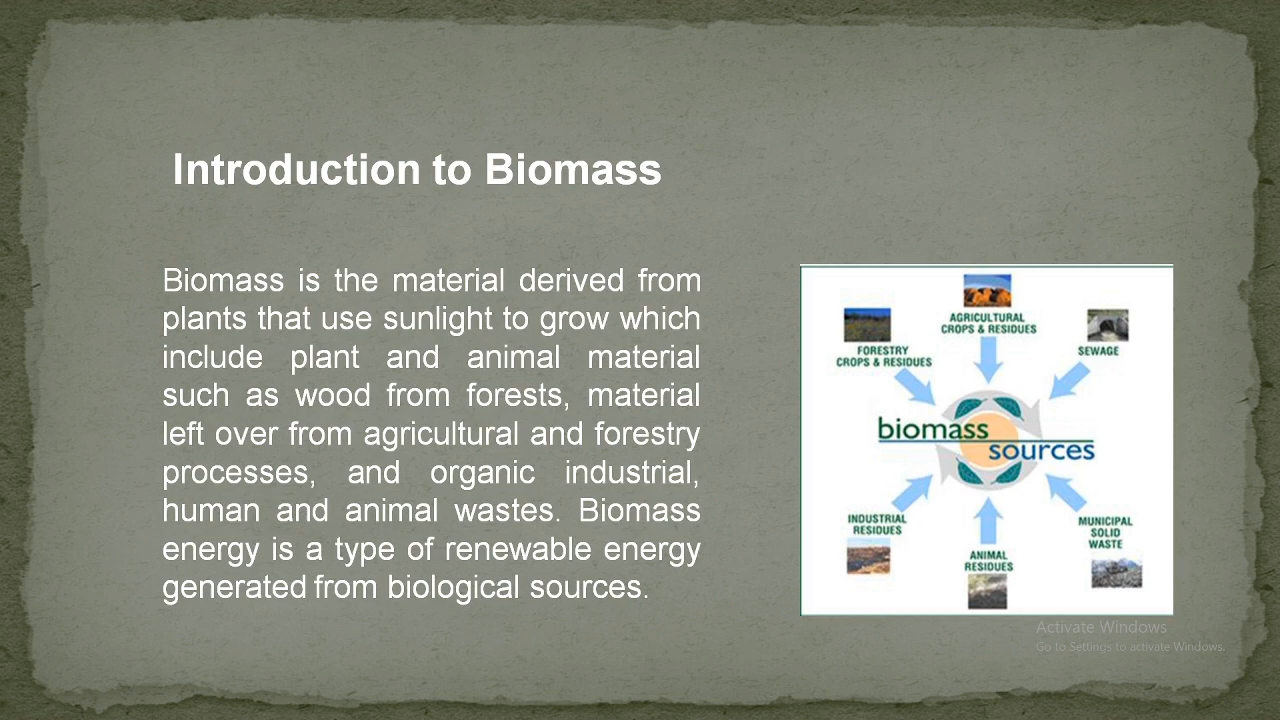 Introduction to Biomass
Biomass is the material derived from
plants that use sunlight to grow which
include plant and animal material
such as wood from forests, material
left over from agricultural and forestry
processes, and organic industrial,
human and animal wastes. Biomass
energy is a type of renewable energy
generated from biological sources.
AGRICULTURAL
CROPS & RESIDUES
FORESTRY
CROPS & RESIDUES
SEWAGE
biomass
sources
INDUSTRIAL
RESIDUES
ANIMAL
RESIDUES
MUNICIPAL
SOLID
WASTE
Activate Windows
Go to Settings to activate Windows.